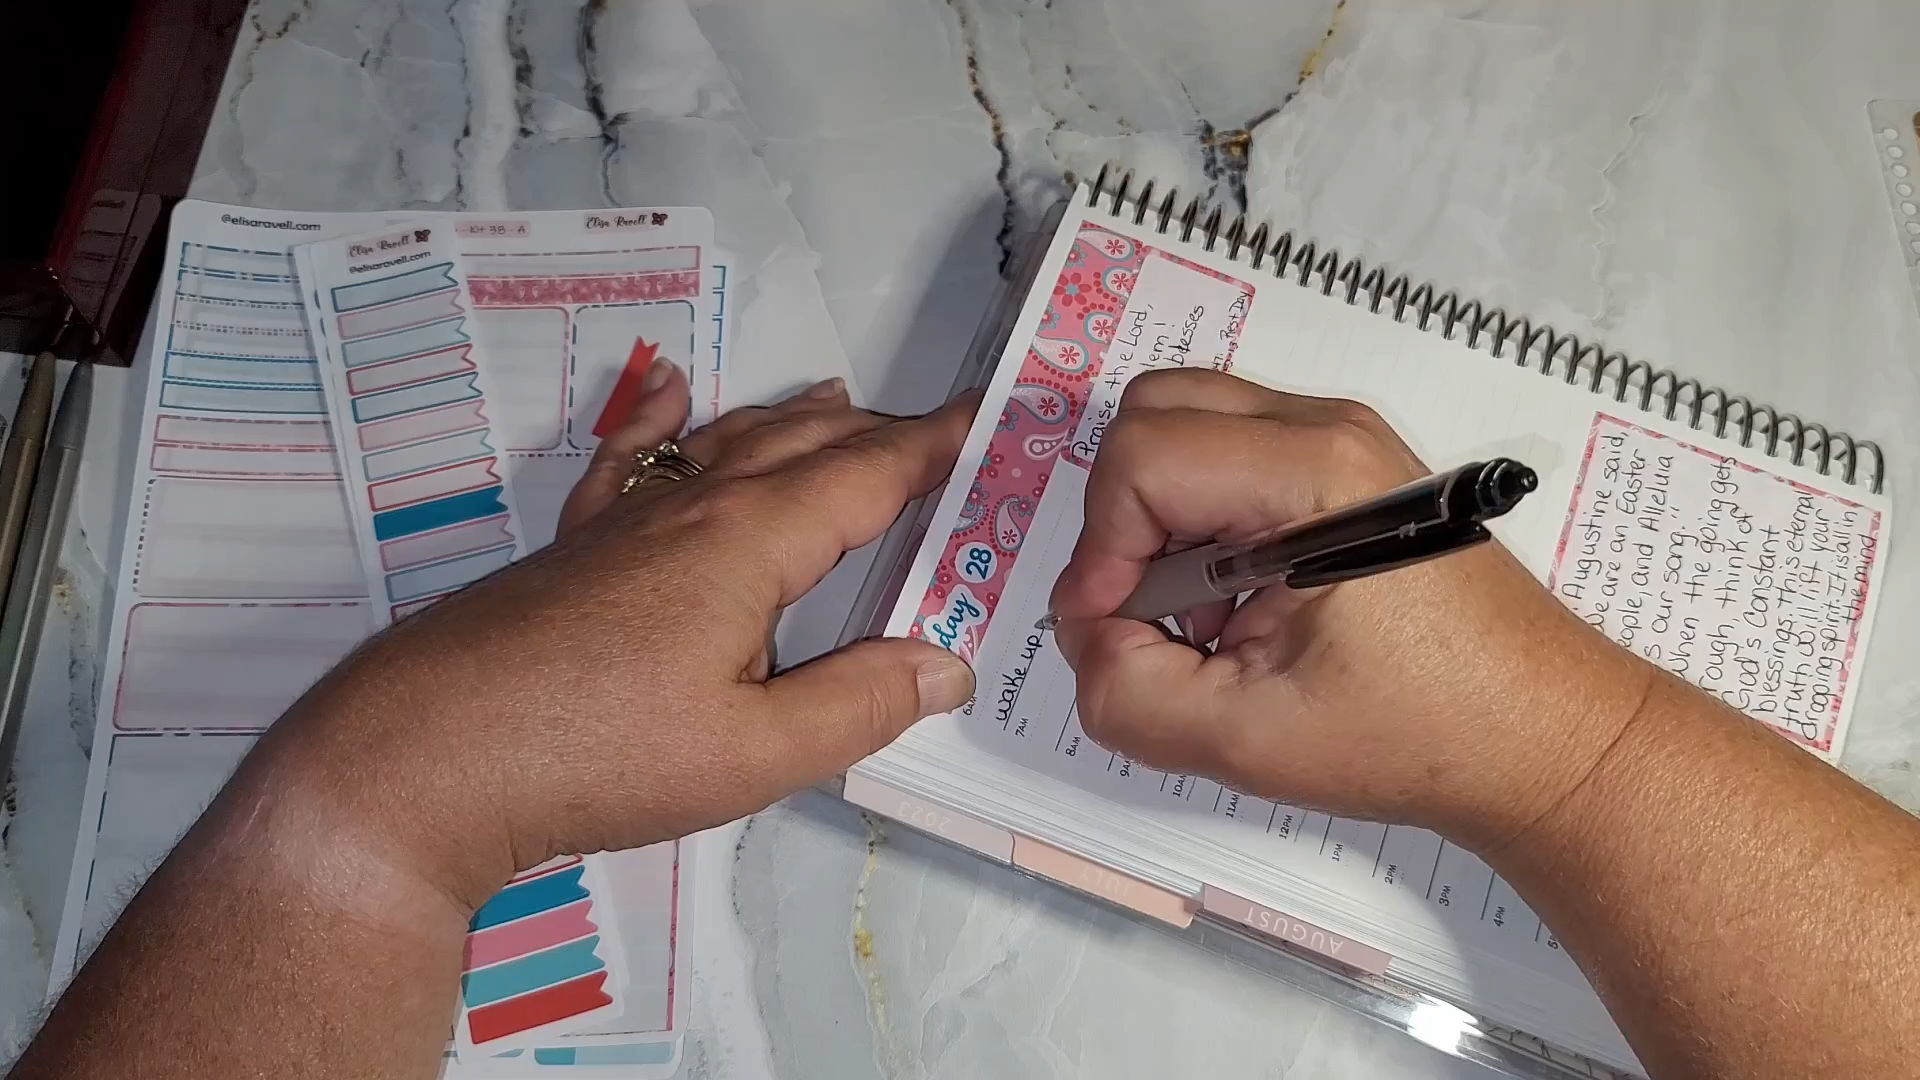 @elisaravell.com
Elisa Ravell
@elisaravell.com
Kit 3B - A
Elisa Ravell
day 28
Praise the Lord,
blesses
Rest Day
6AM
wake up
7AM
8AM
10AM
11AM
12PM
1PM
2PM
3PM
4PM
Augustine said,
We are an Easter
people, and Allelulia
is our song."
When the going gets
rough, think of
God's constant
blessings. This eternal
truth will lift your
drooping spirit. It is all in
the mind.
2023
JULY
AUGUST